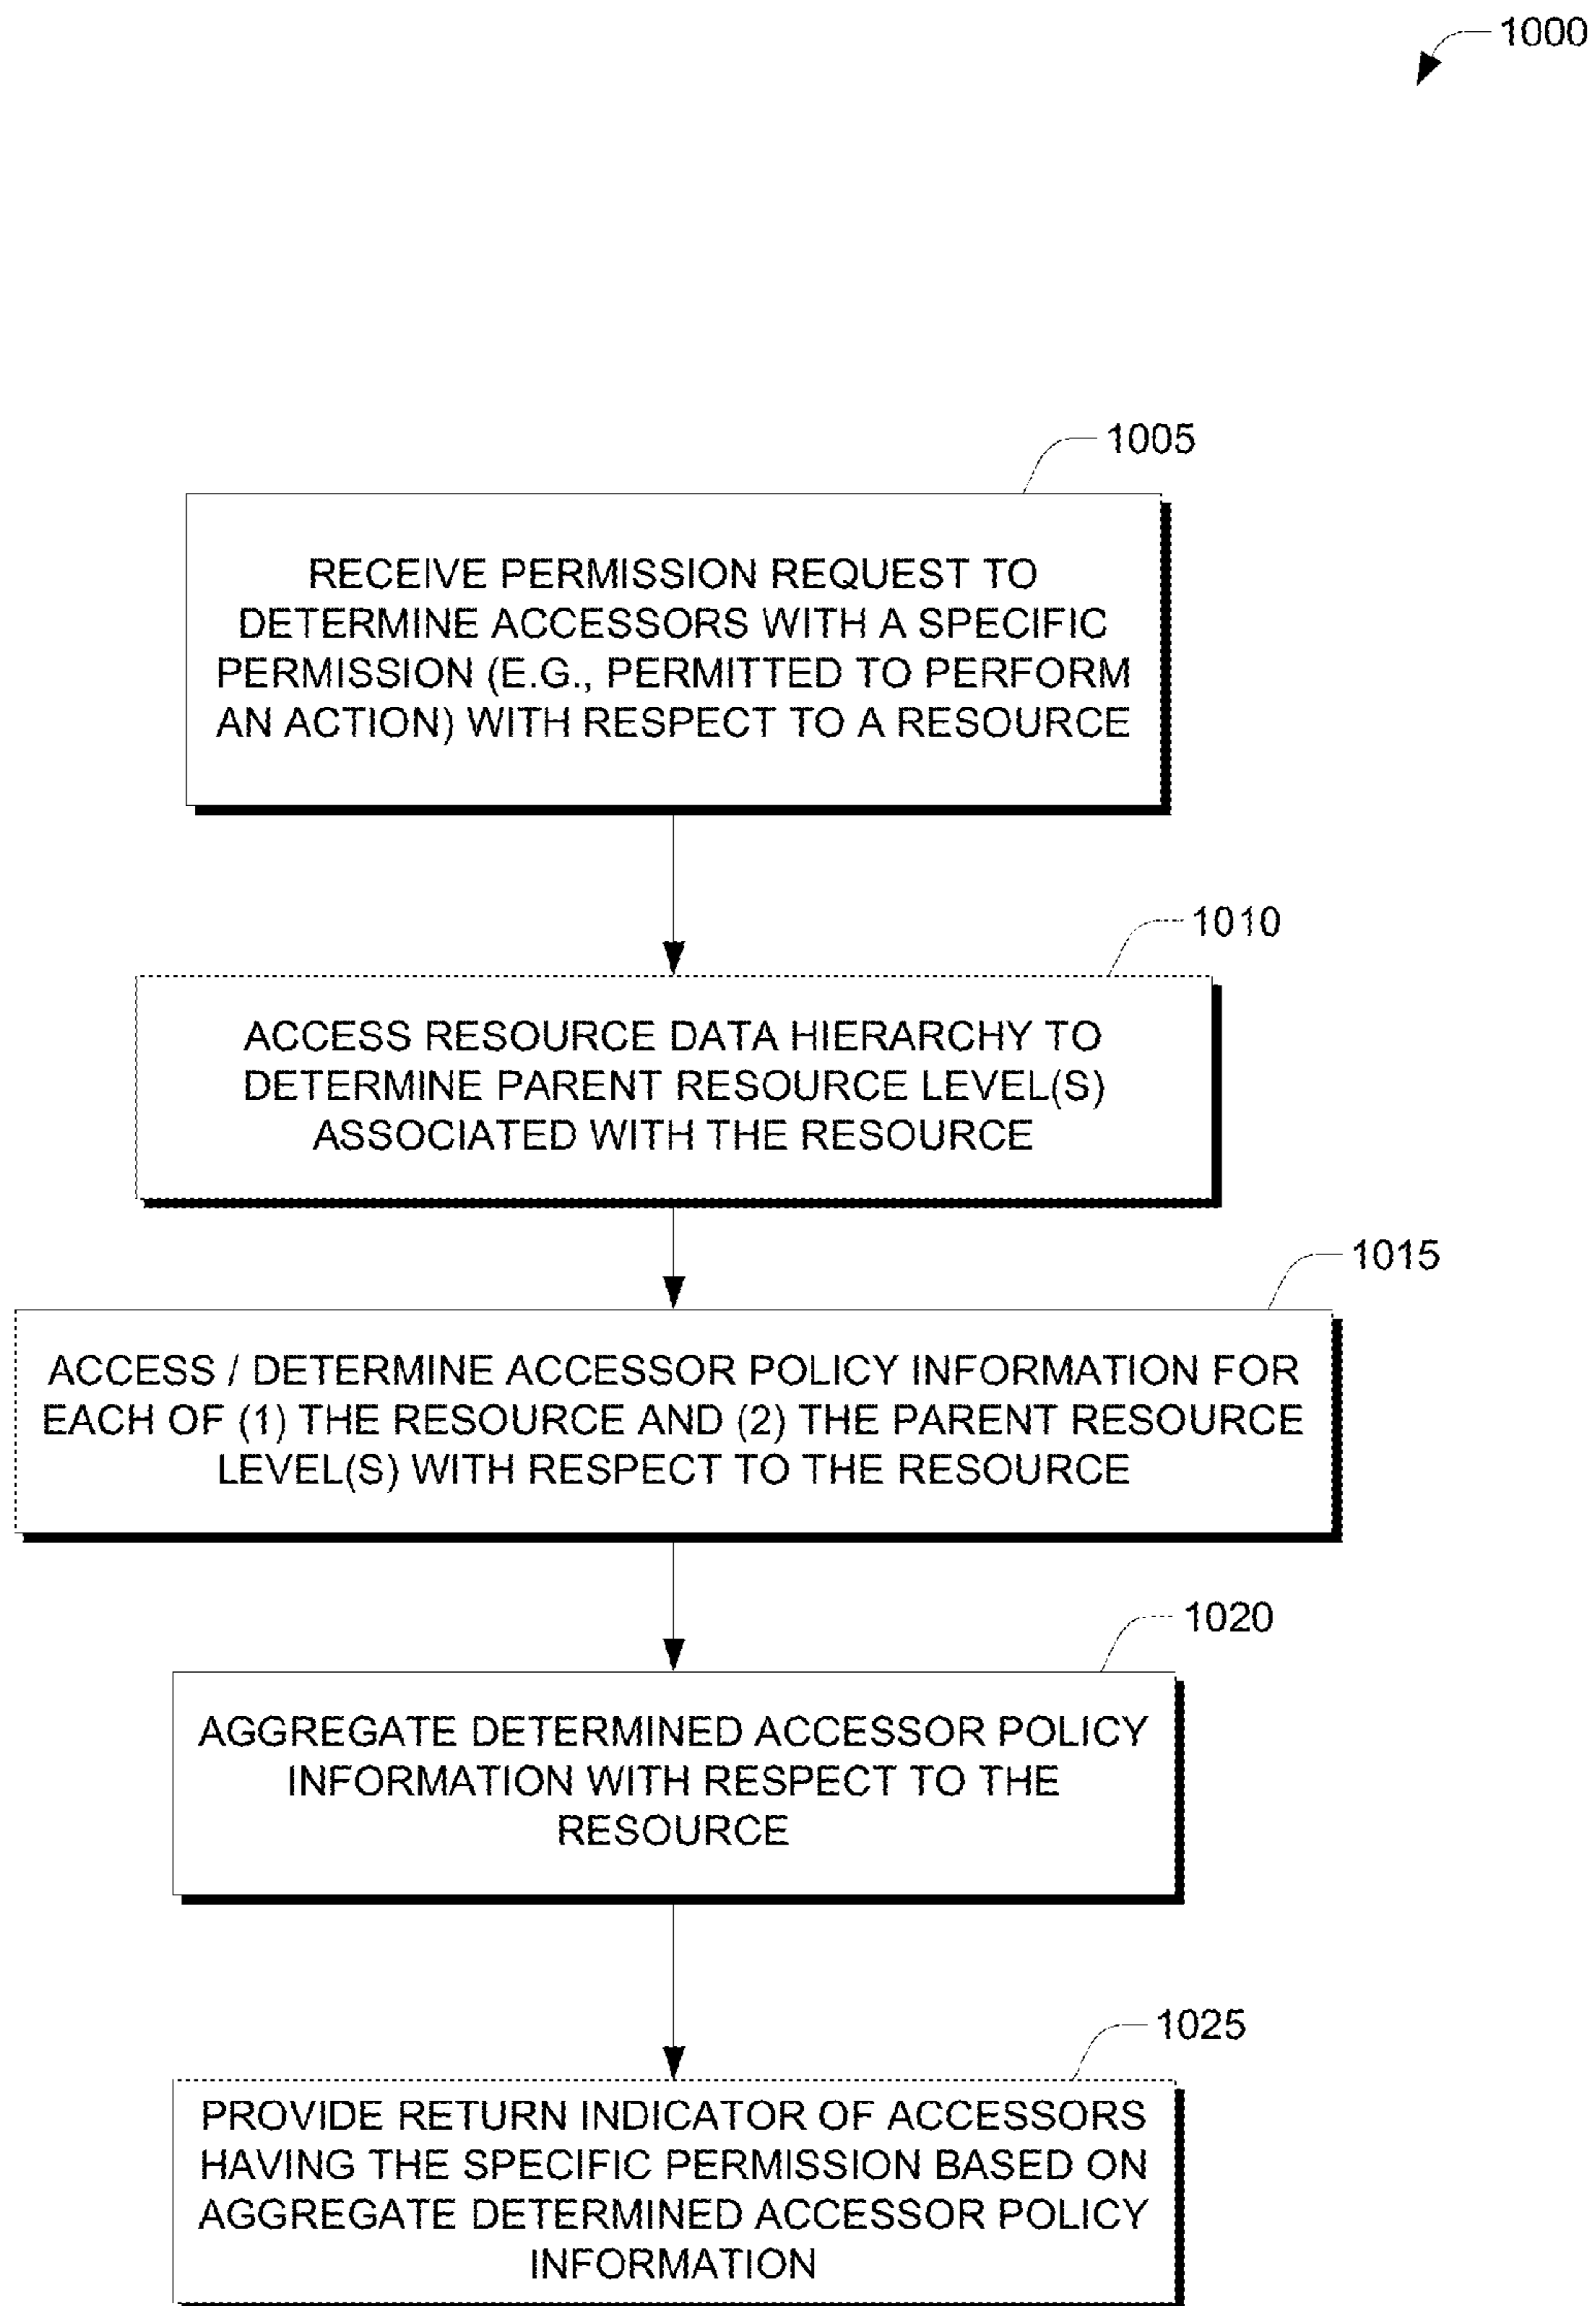 1000
1005
RECEIVE PERMISSION REQUEST TO
DETERMINE ACCESSORS WITH A SPECIFIC
PERMISSION (E.G., PERMITTED TO PERFORM
AN ACTION) WITH RESPECT TO A RESOURCE
1010
ACCESS RESOURCE DATA HIERARCHY TO
DETERMINE PARENT RESOURCE LEVEL(S)
ASSOCIATED WITH THE RESOURCE
1015
ACCESS / DETERMINE ACCESSOR POLICY INFORMATION FOR
EACH OF (1) THE RESOURCE AND (2) THE PARENT RESOURCE
LEVEL(S) WITH RESPECT TO THE RESOURCE
1020
AGGREGATE DETERMINED ACCESSOR POLICY
INFORMATION WITH RESPECT TO THE
RESOURCE
1025
PROVIDE RETURN INDICATOR OF ACCESSORS
HAVING THE SPECIFIC PERMISSION BASED ON
AGGREGATE DETERMINED ACCESSOR POLICY
INFORMATION